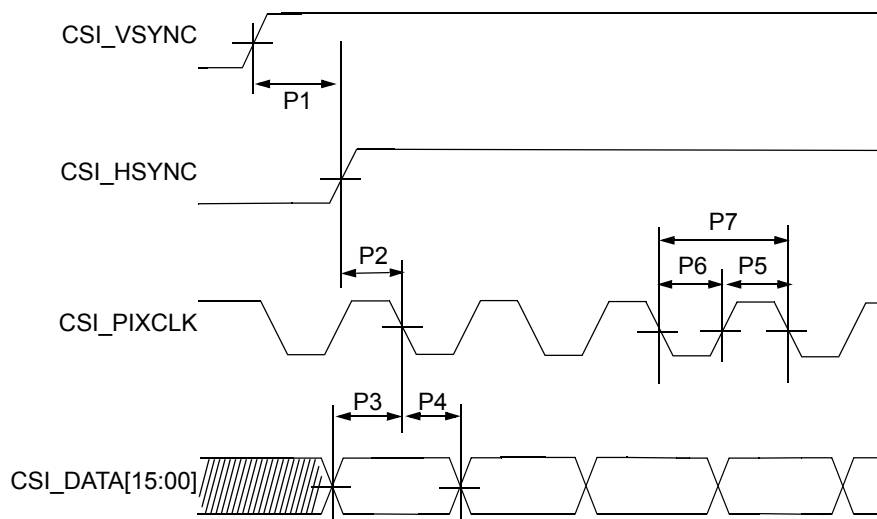 CSI_VSYNC
P1
CSI_HSYNC
P7
P2
P6
P5
CSI_PIXCLK
P3
P4
CSI_DATA[15:00]